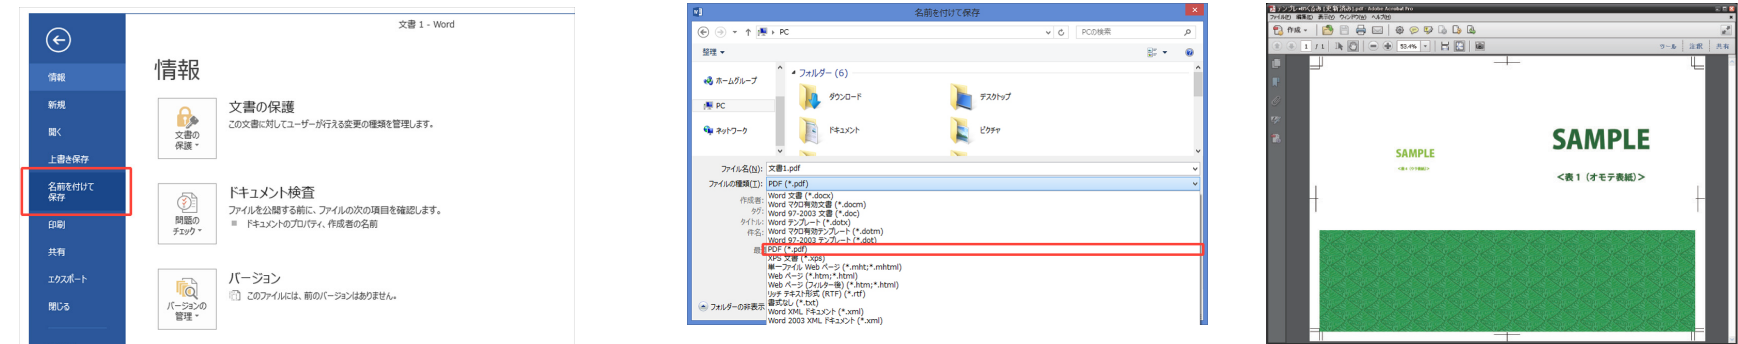 文書 1 - Word
情報
新規
開く
上書き保存
名前を付けて
保存
印刷
共有
エクスポート
閉じる
情報
文書の
保護
文書の保護
この文書に対してユーザーが行える変更の種類を管理します。
問題の
チェック
ドキュメント検査
ファイルを公開する前に、ファイルの次の項目を確認します。
ドキュメントのプロパティ、作成者の名前
バージョンの
管理
バージョン
このファイルには、前のバージョンはありません。
名前を付けて保存
PC
PCの検索
整理
ホームグループ
PC
ネットワーク
フォルダー (6)
ダウンロード
デスクトップ
ドキュメント
ピクチャ
ファイル名(N): 文書1.pdf
ファイルの種類(T): PDF (*.pdf)
作成者:
タグ:
タイトル:
件名:
Word 文書 (*.docx)
Word マクロ有効文書 (*.docm)
Word 97-2003 文書 (*.doc)
Word テンプレート (*.dotx)
Word マクロ有効テンプレート (*.dotm)
Word 97-2003 テンプレート (*.dot)
PDF (*.pdf)
XPS 文書 (*.xps)
単一ファイル Web ページ (*.mht;*.mhtml)
Web ページ (*.htm;*.html)
Web ページ (フィルター後) (*.htm;*.html)
リッチ テキスト形式 (RTF) (*.rtf)
書式なし (*.txt)
Word XML ドキュメント (*.xml)
Word 2003 XML ドキュメント (*.xml)
フォルダーの非表示
ファイル(F) 編集(E) 表示(V) ウィンドウ(W) ヘルプ(H)
作成
1 / 1
53.4%
ツール
注釈
共有
SAMPLE
SAMPLE
<表1(オモテ表紙)>